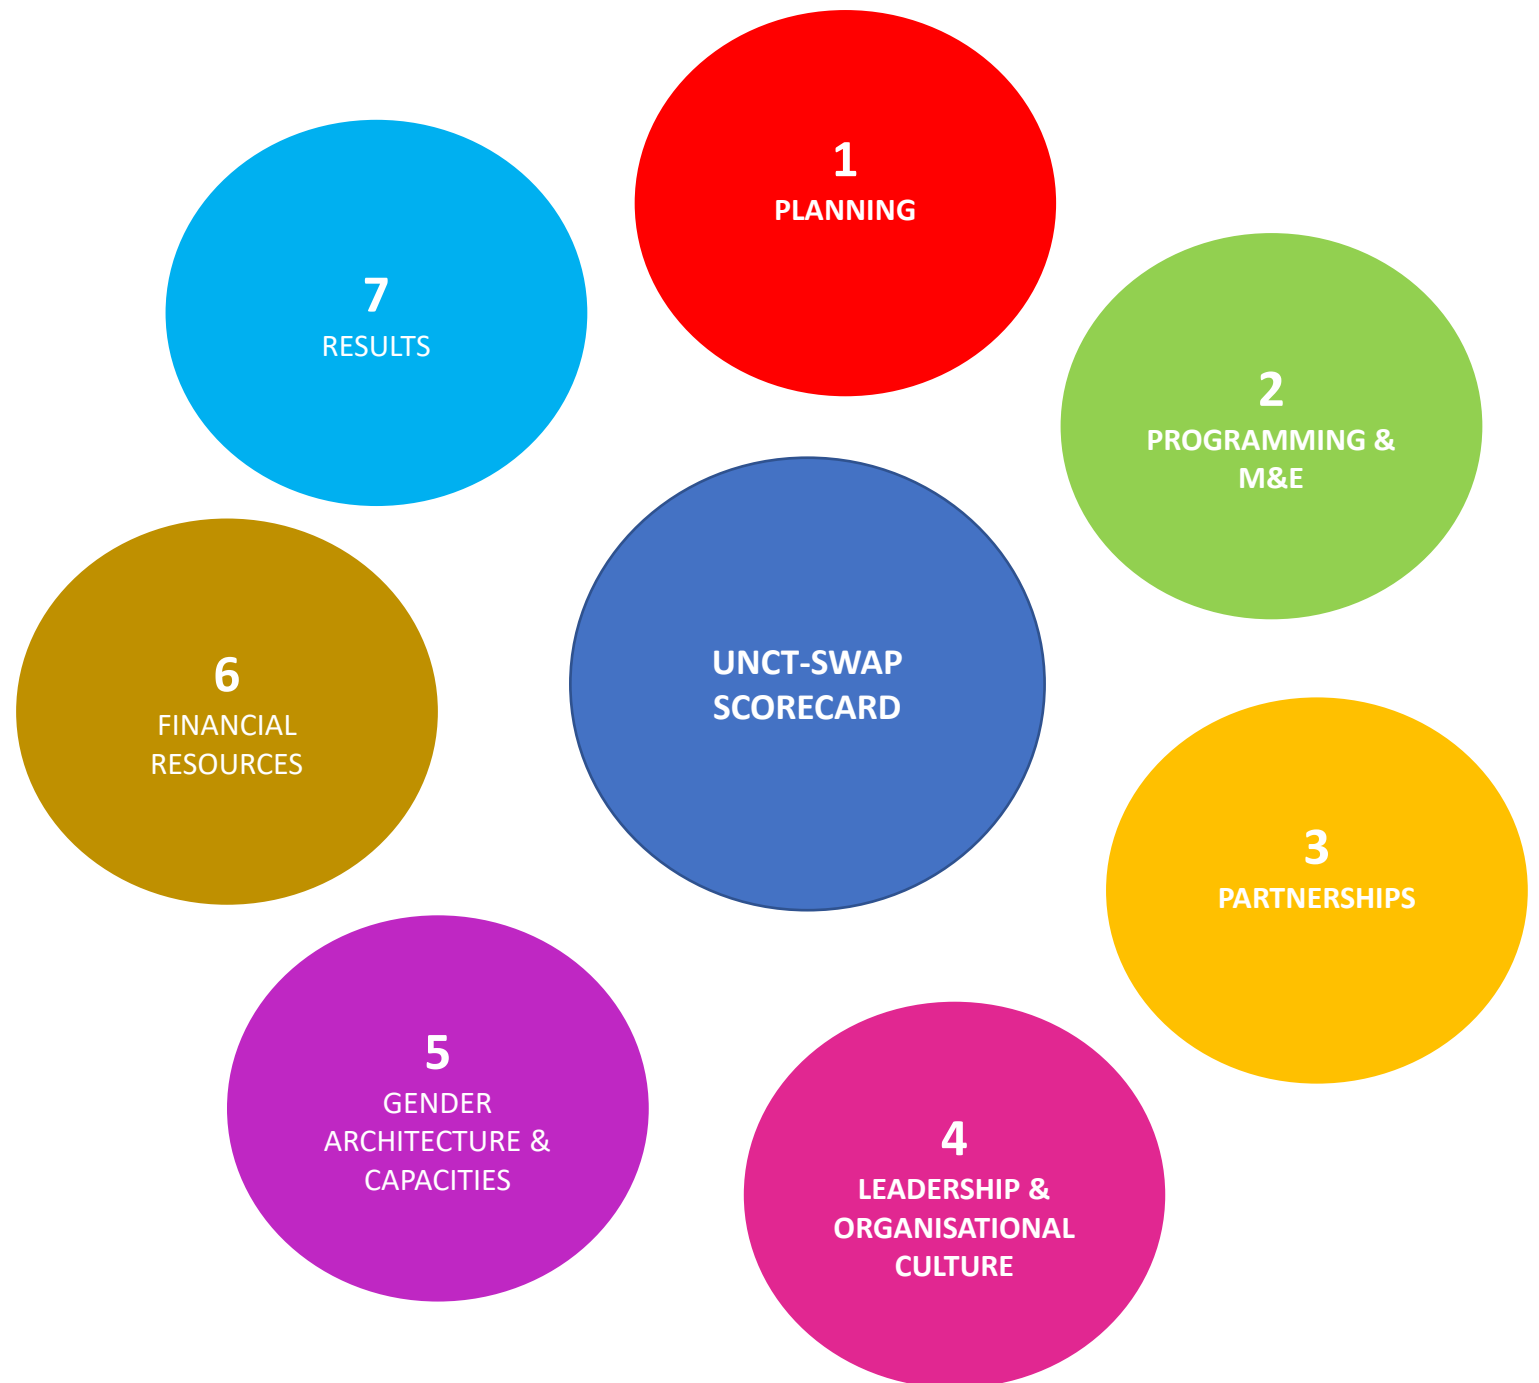 1
PLANNING
2
PROGRAMMING &
M&E
3
PARTNERSHIPS
4
LEADERSHIP &
ORGANISATIONAL
CULTURE
5
GENDER
ARCHITECTURE &
CAPACITIES
6
FINANCIAL
RESOURCES
7
RESULTS
UNCT-SWAP
SCORECARD